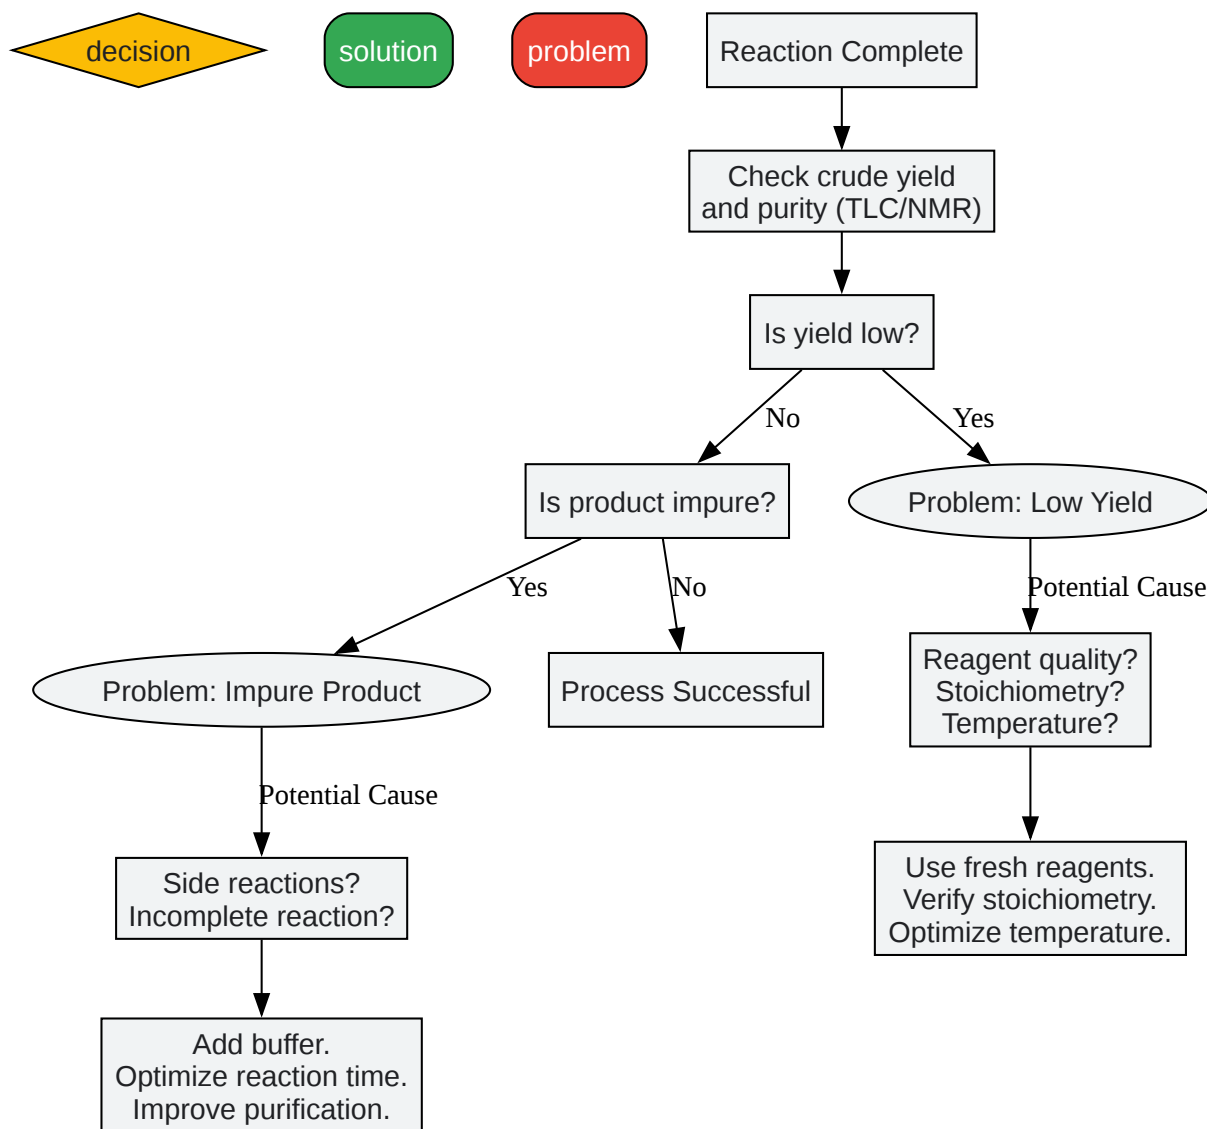 decision
solution
problem
Reaction Complete
Check crude yield
and purity (TLC/NMR)
Is yield low?
No
Yes
Is product impure?
Problem: Low Yield
Yes
No
Potential Cause
Problem: Impure Product
Process Successful
Reagent quality?
Stoichiometry?
Temperature?
Potential Cause
Side reactions?
Incomplete reaction?
Use fresh reagents.
Verify stoichiometry.
Optimize temperature.
Add buffer.
Optimize reaction time.
Improve purification.